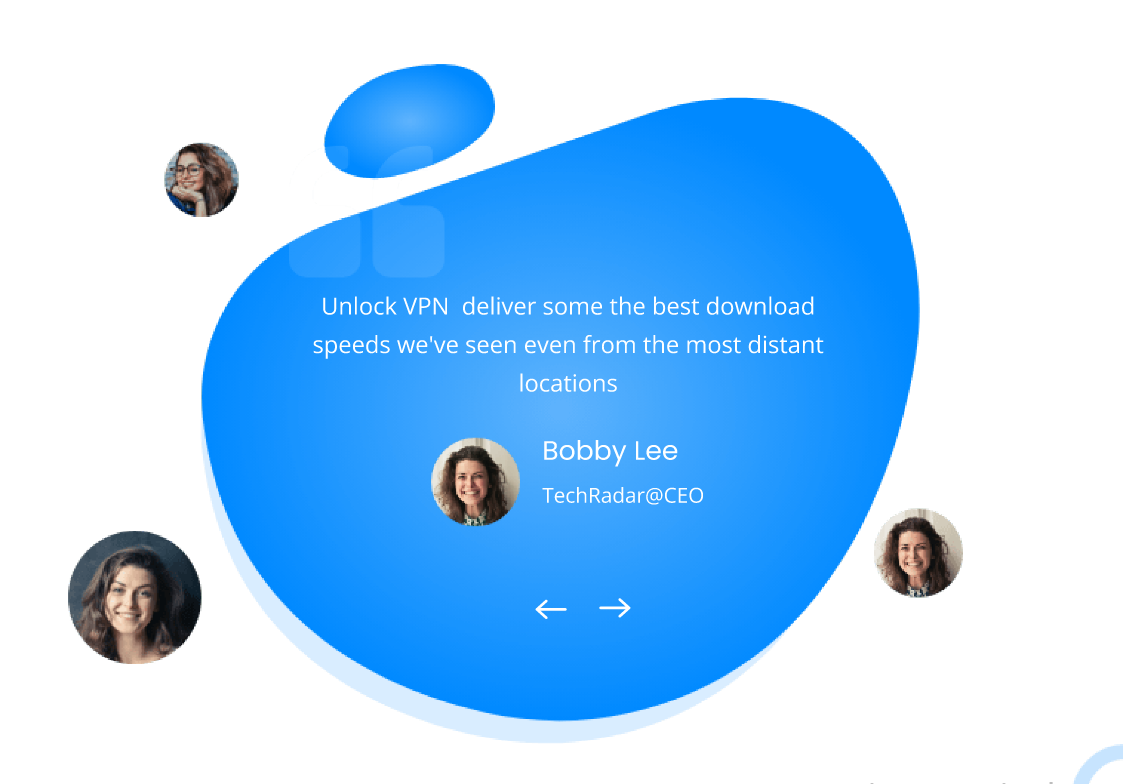 Unlock VPN  deliver some the best download
speeds we've seen even from the most distant
locations
Bobby Lee
TechRadar@CEO